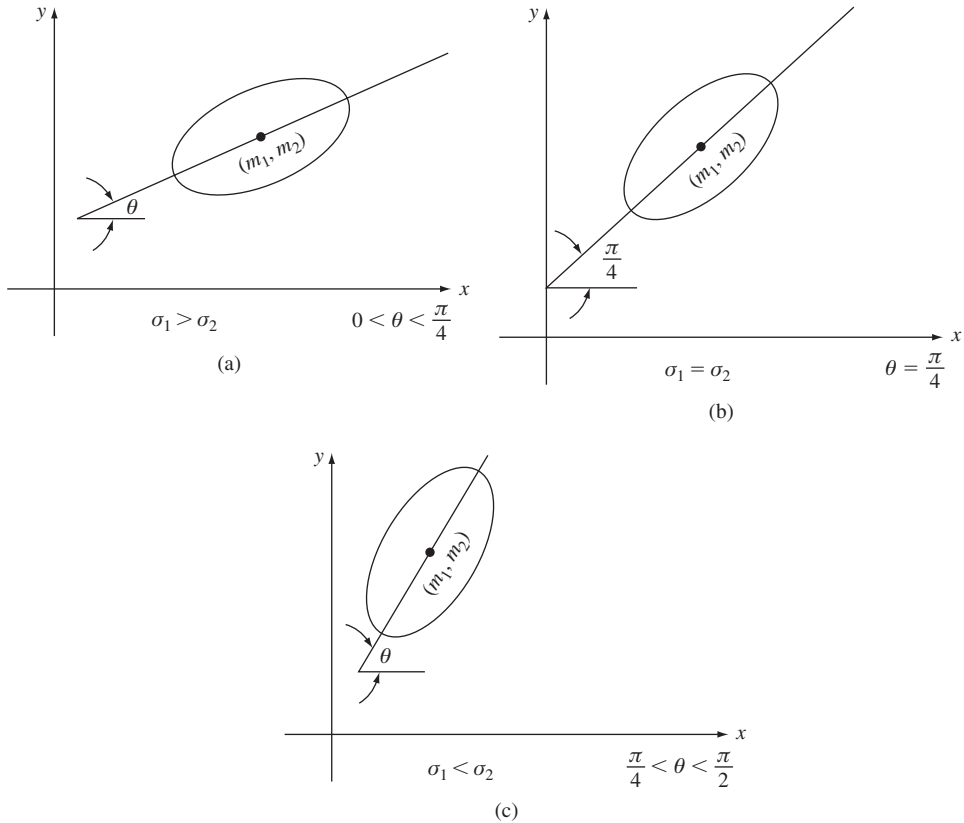 y
(m₁, m₂)
θ
x
σ₁ > σ₂
0 < θ < π/4
(a)
y
(m₁, m₂)
π/4
x
σ₁ = σ₂
θ = π/4
(b)
y
(m₁, m₂)
θ
x
σ₁ < σ₂
π/4 < θ < π/2
(c)